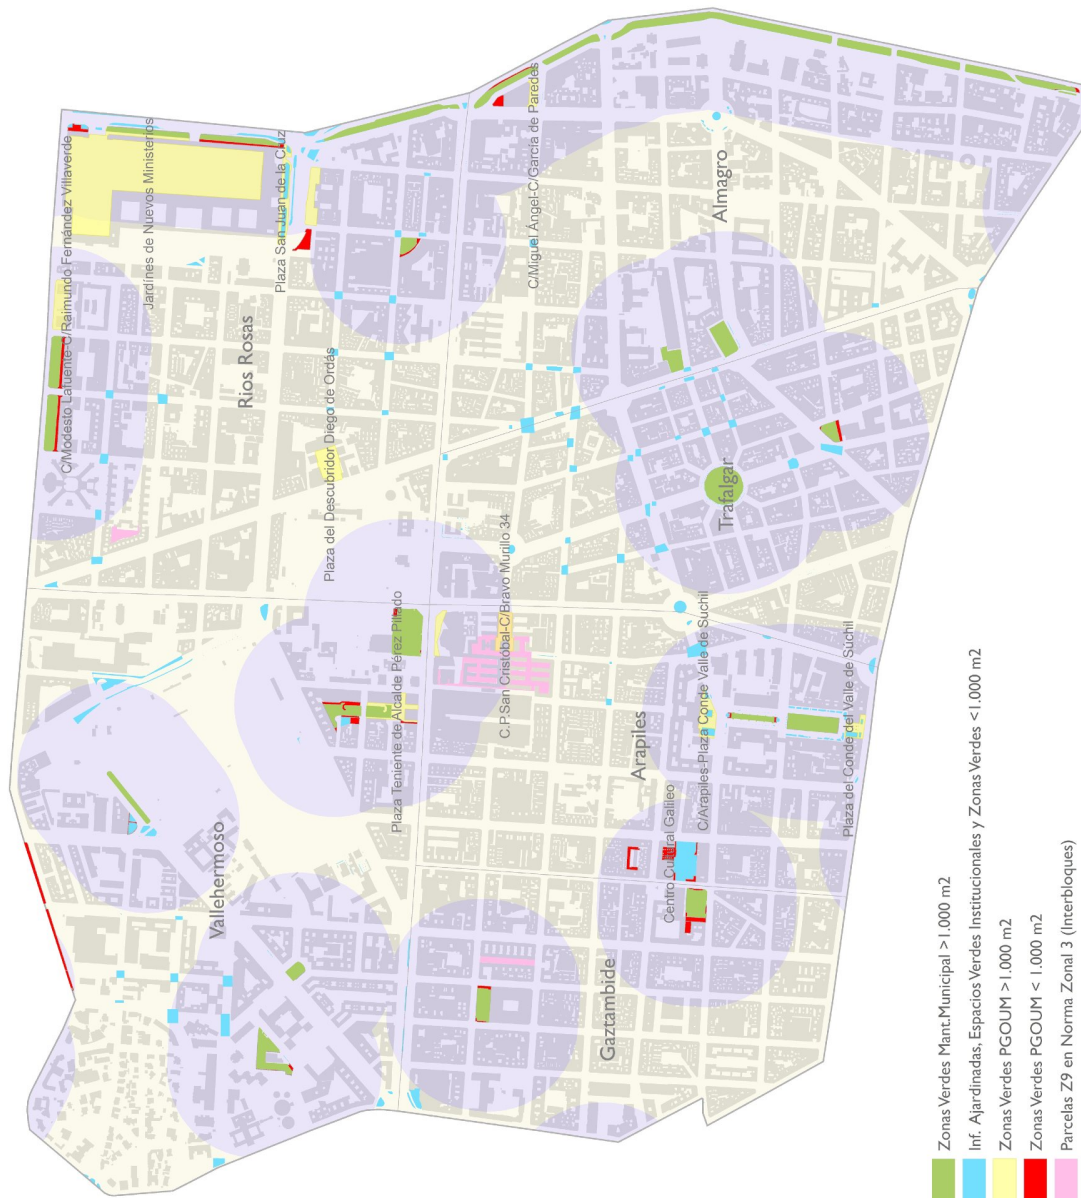 C/Modesto Lafuente-C/Raimundo Fernández Villaverde
Jardínes de Nuevos Ministerios
Plaza San Juan de la Cruz
C/Miguel Ángel-C/García de Paredes
Almagro
Ríos Rosas
Plaza del Descubridor Diego de Ordás
Trafalgar
Plaza Teniente de Alcalde Pérez Pillado
C.P.San Cristóbal-C/Bravo Murillo 34
Vallehermoso
Arapiles
C/Arapiles-Plaza Conde Valle de Suchil
Centro Cultural Galileo
Plaza del Conde del Valle de Súchil
Gaztambide
Zonas Verdes Mant.Municipal >1.000 m2
Inf. Ajardinadas, Espacios Verdes Institucionales y Zonas Verdes <1.000 m2
Zonas Verdes PGOUM >1.000 m2
Zonas Verdes PGOUM < 1.000 m2
Parcelas Z9 en Norma Zonal 3 (Interbloques)